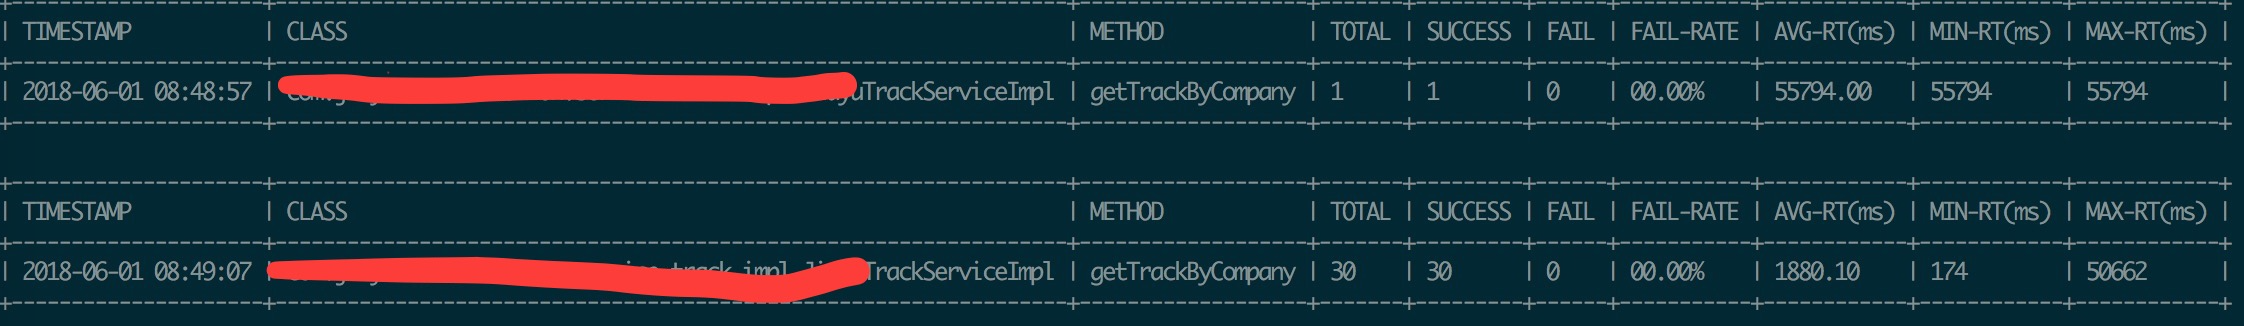 | TIMESTAMP | CLASS | METHOD | TOTAL | SUCCESS | FAIL | FAIL-RATE | AVG-RT(ms) | MIN-RT(ms) | MAX-RT(ms) |
| 2018-06-01 08:48:57 | TrackServiceImpl | getTrackByCompany | 1 | 1 | 0 | 00.00% | 55794.00 | 55794 | 55794 |
| TIMESTAMP | CLASS | METHOD | TOTAL | SUCCESS | FAIL | FAIL-RATE | AVG-RT(ms) | MIN-RT(ms) | MAX-RT(ms) |
| 2018-06-01 08:49:07 | TrackServiceImpl | getTrackByCompany | 30 | 30 | 0 | 00.00% | 1880.10 | 174 | 50662 |